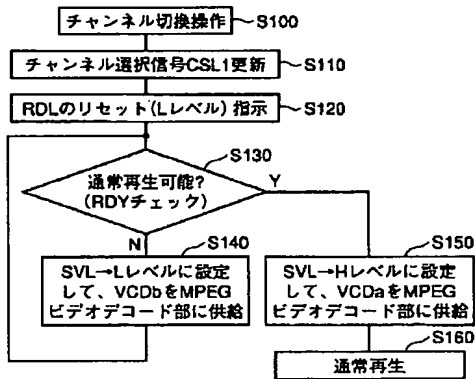 チャンネル切換操作
S100
チャンネル選択信号CSL1更新
S110
RDLのリセット(Lレベル)指示
S120
S130
通常再生可能?
(RDYチェック)
Y
N
S140
SVL→Lレベルに設定
して、VCDbをMPEG
ビデオデコード部に供給
S150
SVL→Hレベルに設定
して、VCDaをMPEG
ビデオデコード部に供給
S160
通常再生